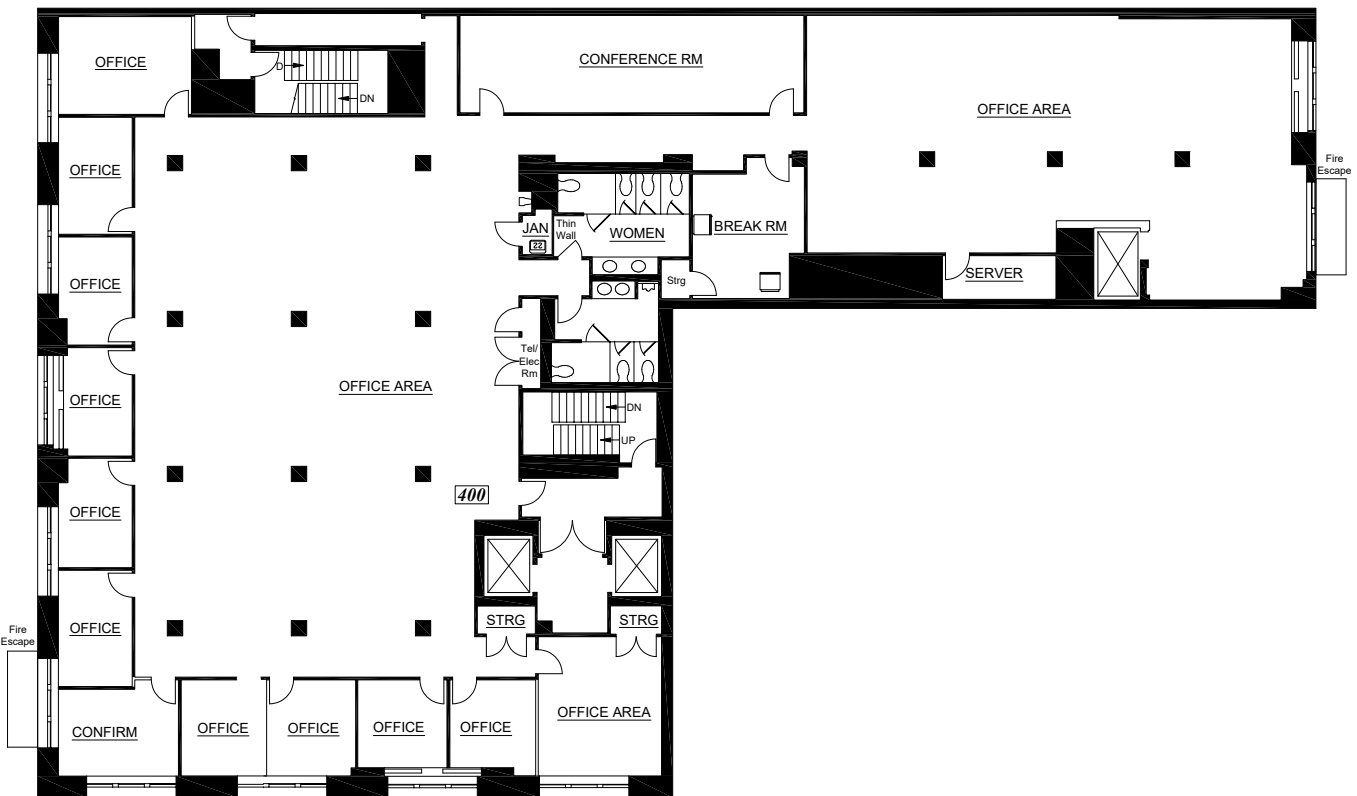 OFFICE
D
DN
CONFERENCE RM
OFFICE AREA
Fire
Escape
OFFICE
JAN
22
Thin
Wall
WOMEN
BREAK RM
OFFICE
Strg
SERVER
Tel/
Elec
Rm
OFFICE AREA
OFFICE
DN
UP
400
OFFICE
OFFICE
STRG
STRG
Fire
Escape
CONFIRM
OFFICE
OFFICE
OFFICE
OFFICE
OFFICE AREA